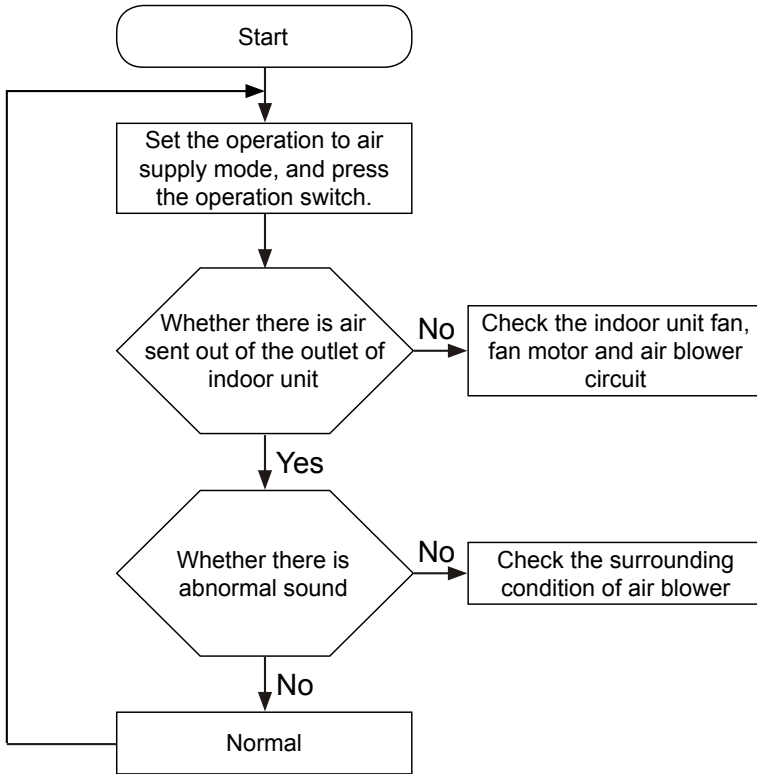 Start
Set the operation to air
supply mode, and press
the operation switch.
Whether there is air
sent out of the outlet of
indoor unit
No
Check the indoor unit fan,
fan motor and air blower
circuit
Yes
Whether there is
abnormal sound
No
Check the surrounding
condition of air blower
No
Normal